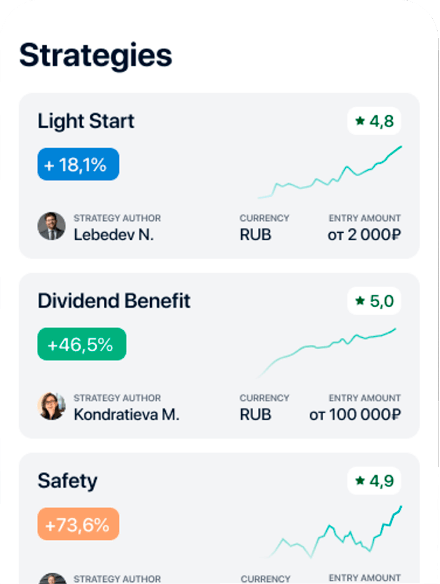 Strategies
Light Start
★ 4,8
+ 18,1%
STRATEGY AUTHOR
Lebedev N.
CURRENCY
RUB
ENTRY AMOUNT
от 2 000₽
Dividend Benefit
★ 5,0
+46,5%
STRATEGY AUTHOR
Kondratieva M.
CURRENCY
RUB
ENTRY AMOUNT
от 100 000₽
Safety
★ 4,9
+73,6%
STRATEGY AUTHOR
CURRENCY
ENTRY AMOUNT